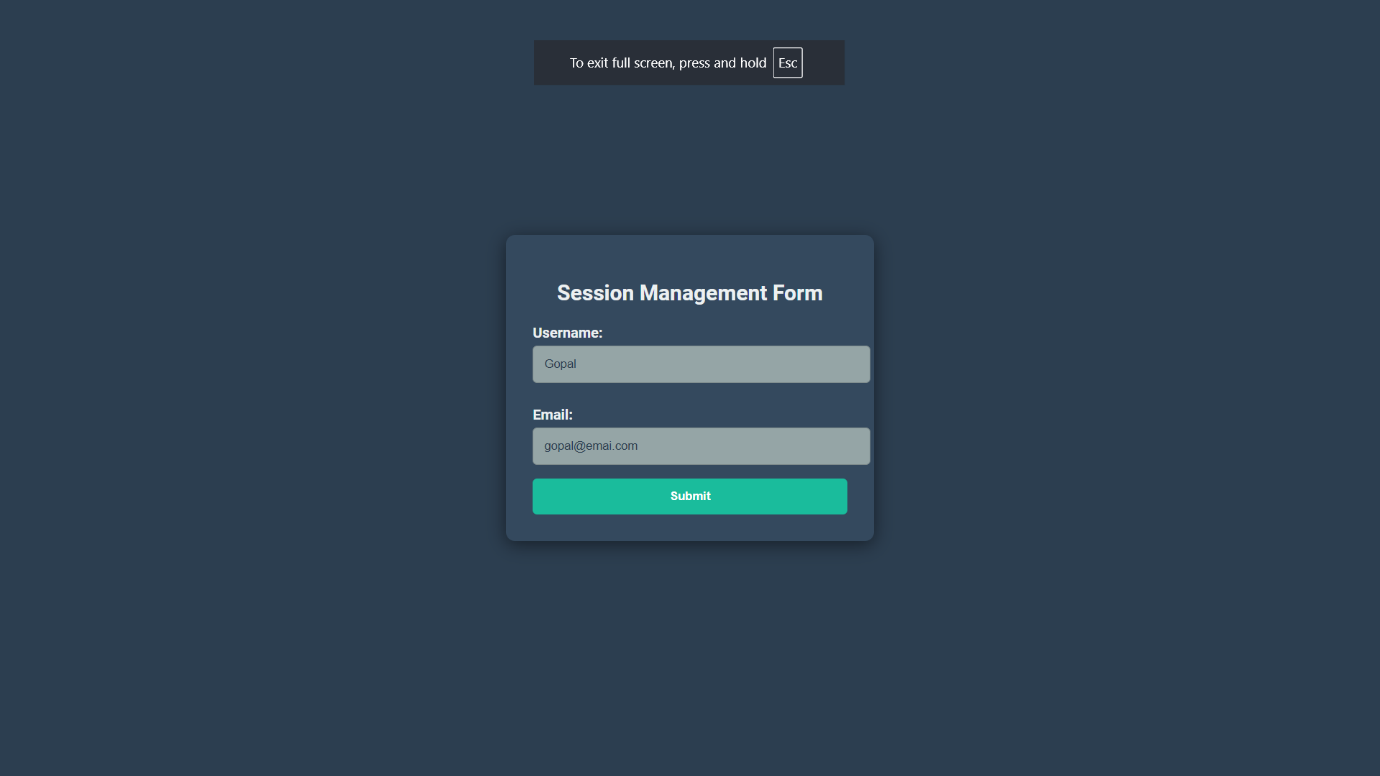 To exit full screen, press and hold Esc
Session Management Form
Username:
Gopal
Email:
gopal@emai.com
Submit